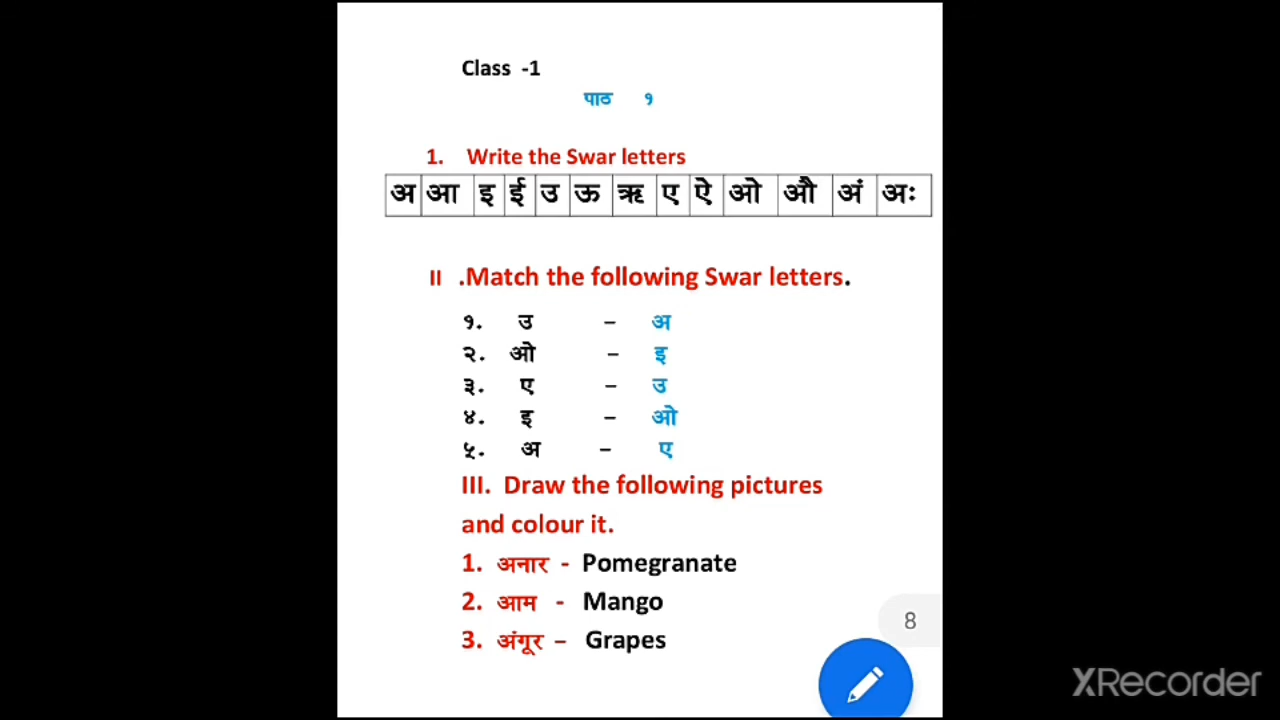 Class -1
पाठ १
1. Write the Swar letters
अ आ इ ई उ ऊ ऋ ए ऐ ओ औ अं अः
II .Match the following Swar letters.
१. उ – अ
२. ओ – इ
३. ए – उ
४. इ – ओ
५. अ – ए
III. Draw the following pictures
and colour it.
1. अनार - Pomegranate
2. आम - Mango
3. अंगूर – Grapes
8
XRecorder